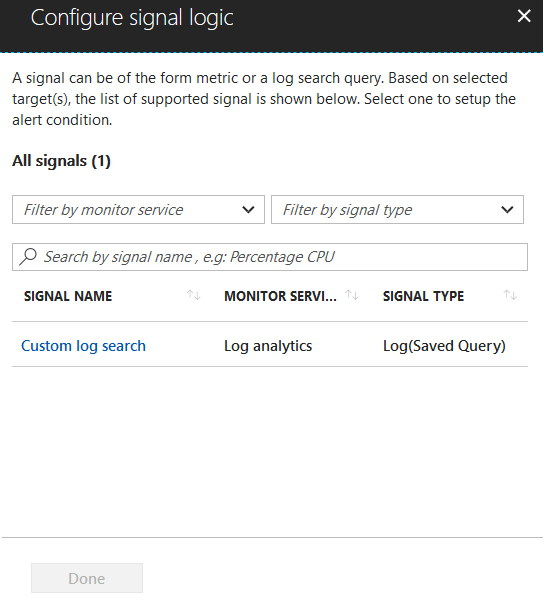 Configure signal logic
A signal can be of the form metric or a log search query. Based on selected
target(s), the list of supported signal is shown below. Select one to setup the
alert condition.
All signals (1)
Filter by monitor service
Filter by signal type
Search by signal name , e.g: Percentage CPU
SIGNAL NAME MONITOR SERVI... SIGNAL TYPE
Custom log search Log analytics Log(Saved Query)
Done